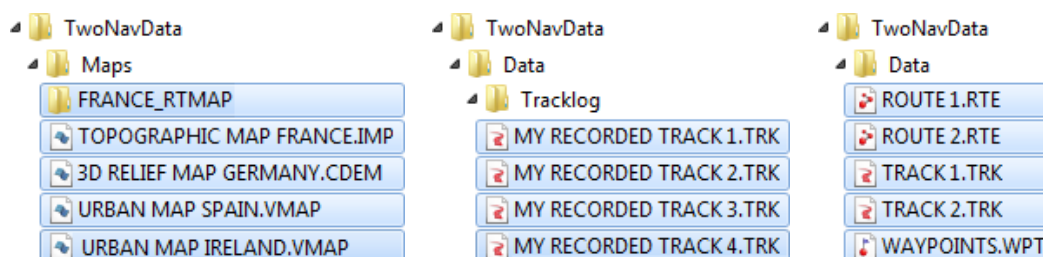 TwoNavData
Maps
FRANCE_RTMAP
TOPOGRAPHIC MAP FRANCE.IMP
3D RELIEF MAP GERMANY.CDEM
URBAN MAP SPAIN.VMAP
URBAN MAP IRELAND.VMAP
TwoNavData
Data
Tracklog
MY RECORDED TRACK 1.TRK
MY RECORDED TRACK 2.TRK
MY RECORDED TRACK 3.TRK
MY RECORDED TRACK 4.TRK
TwoNavData
Data
ROUTE 1.RTE
ROUTE 2.RTE
TRACK 1.TRK
TRACK 2.TRK
WAYPOINTS.WPT